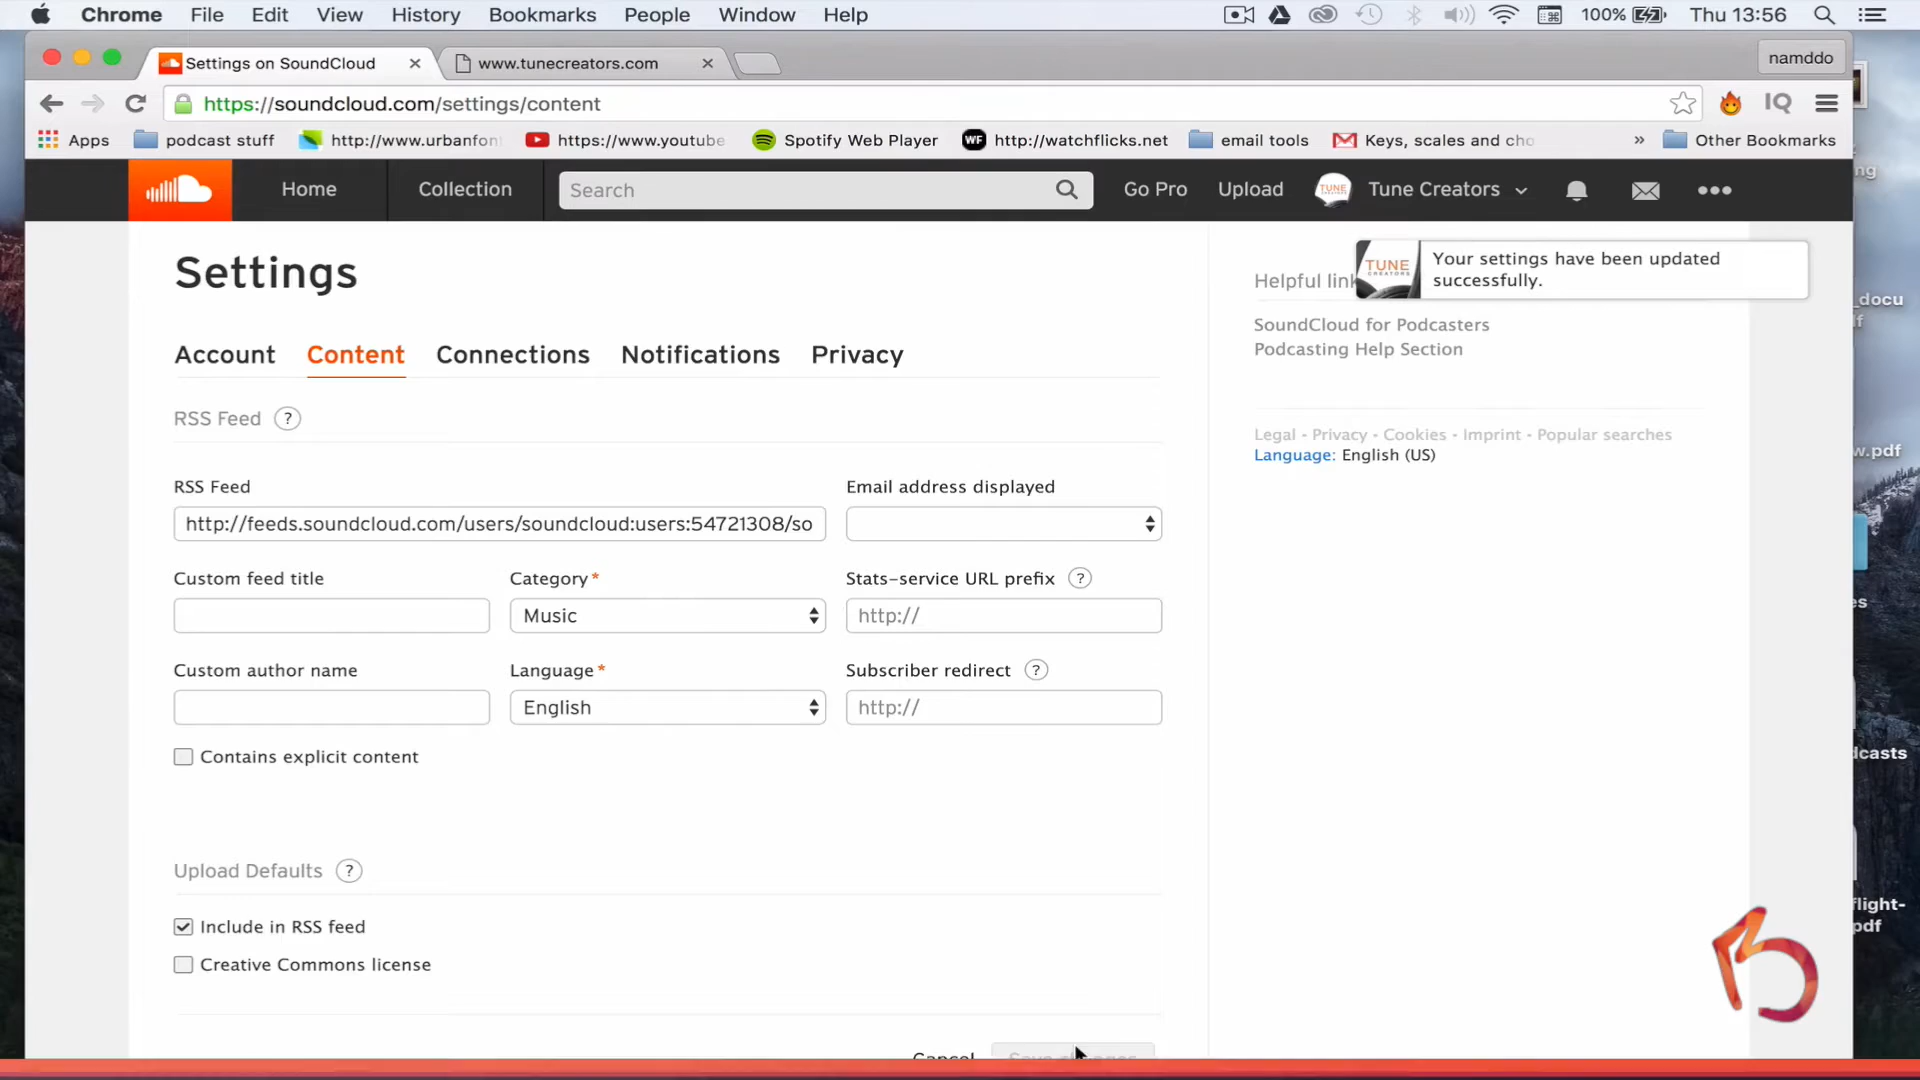 Chrome File Edit View History Bookmarks People Window Help 100% Thu 13:56
Settings on SoundCloud www.tunecreators.com namddo
https://soundcloud.com/settings/content IQ
Apps podcast stuff http://www.urbanfon https://www.youtube Spotify Web Player WF http://watchflicks.net email tools Keys, scales and cho » Other Bookmarks
Home Collection Search Go Pro Upload TUNE Tune Creators
Settings
TUNE CREATORS Your settings have been updated
successfully.
Helpful link
SoundCloud for Podcasters
Podcasting Help Section
Account Content Connections Notifications Privacy
RSS Feed ?
Legal - Privacy - Cookies - Imprint - Popular searches
Language: English (US)
RSS Feed Email address displayed
http://feeds.soundcloud.com/users/soundcloud:users:54721308/so
Custom feed title Category* Stats-service URL prefix ?
Music http://
Custom author name Language* Subscriber redirect ?
English http://
Contains explicit content
Upload Defaults ?
Include in RSS feed
Creative Commons license
Cancel Save changes
ng
_docu
f
w.pdf
es
dcasts
flight-
pdf